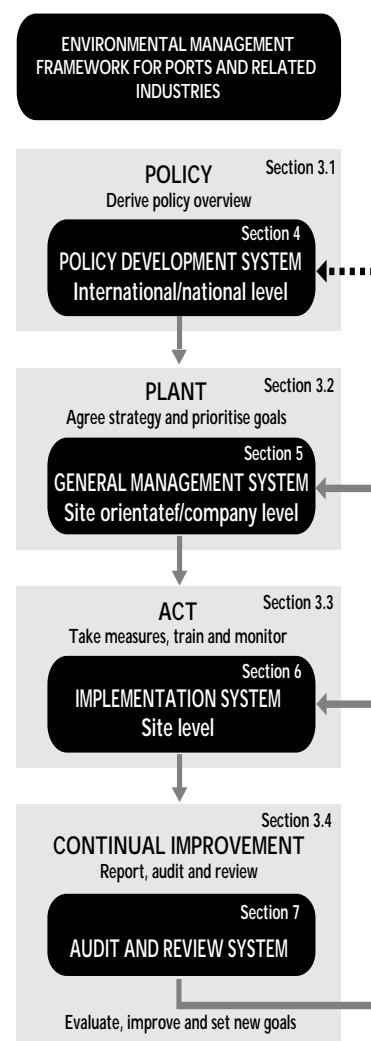 ENVIRONMENTAL MANAGEMENT
FRAMEWORK FOR PORTS AND RELATED
INDUSTRIES
Section 3.1
POLICY
Derive policy overview
Section 4
POLICY DEVELOPMENT SYSTEM
International/national level
Section 3.2
PLANT
Agree strategy and prioritise goals
Section 5
GENERAL MANAGEMENT SYSTEM
Site orientatef/company level
Section 3.3
ACT
Take measures, train and monitor
Section 6
IMPLEMENTATION SYSTEM
Site level
Section 3.4
CONTINUAL IMPROVEMENT
Report, audit and review
Section 7
AUDIT AND REVIEW SYSTEM
Evaluate, improve and set new goals